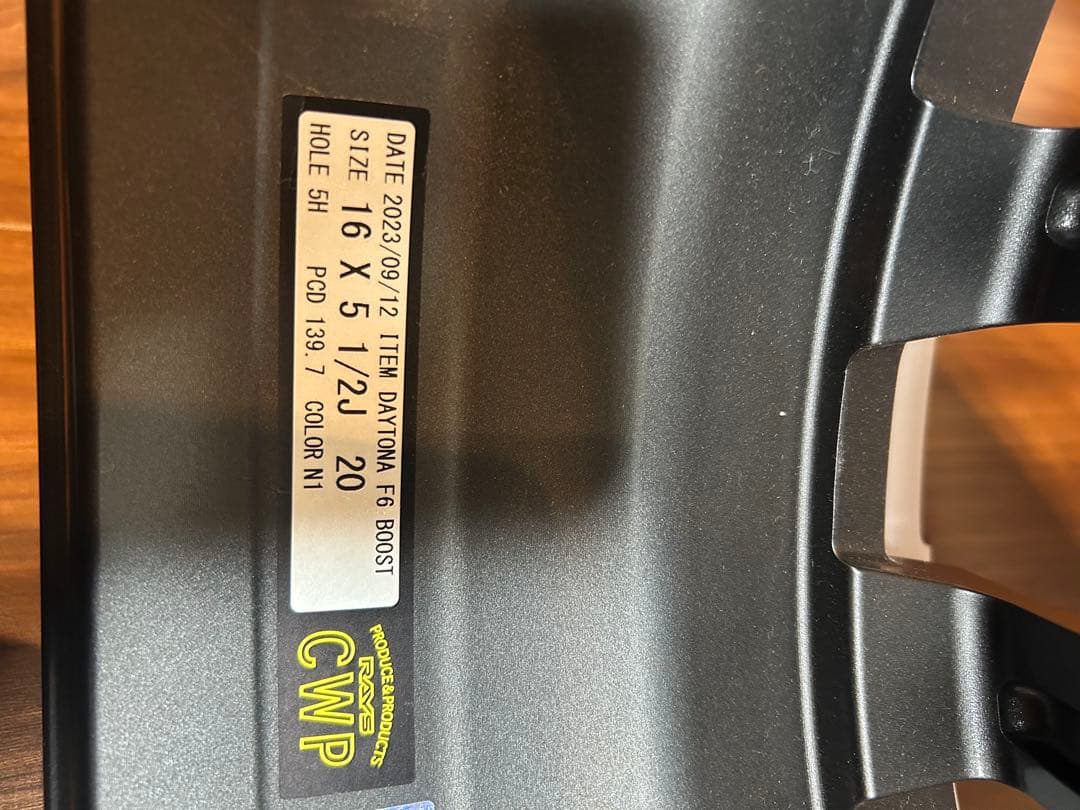 DATE 2023/09/12 ITEM DAYTONA F6 BOOST
SIZE 16 X 5 1/2J 20
HOLE 5H PCD 139.7 COLOR N1
PRODUCE&PRODUCTS
RAYS
CWP